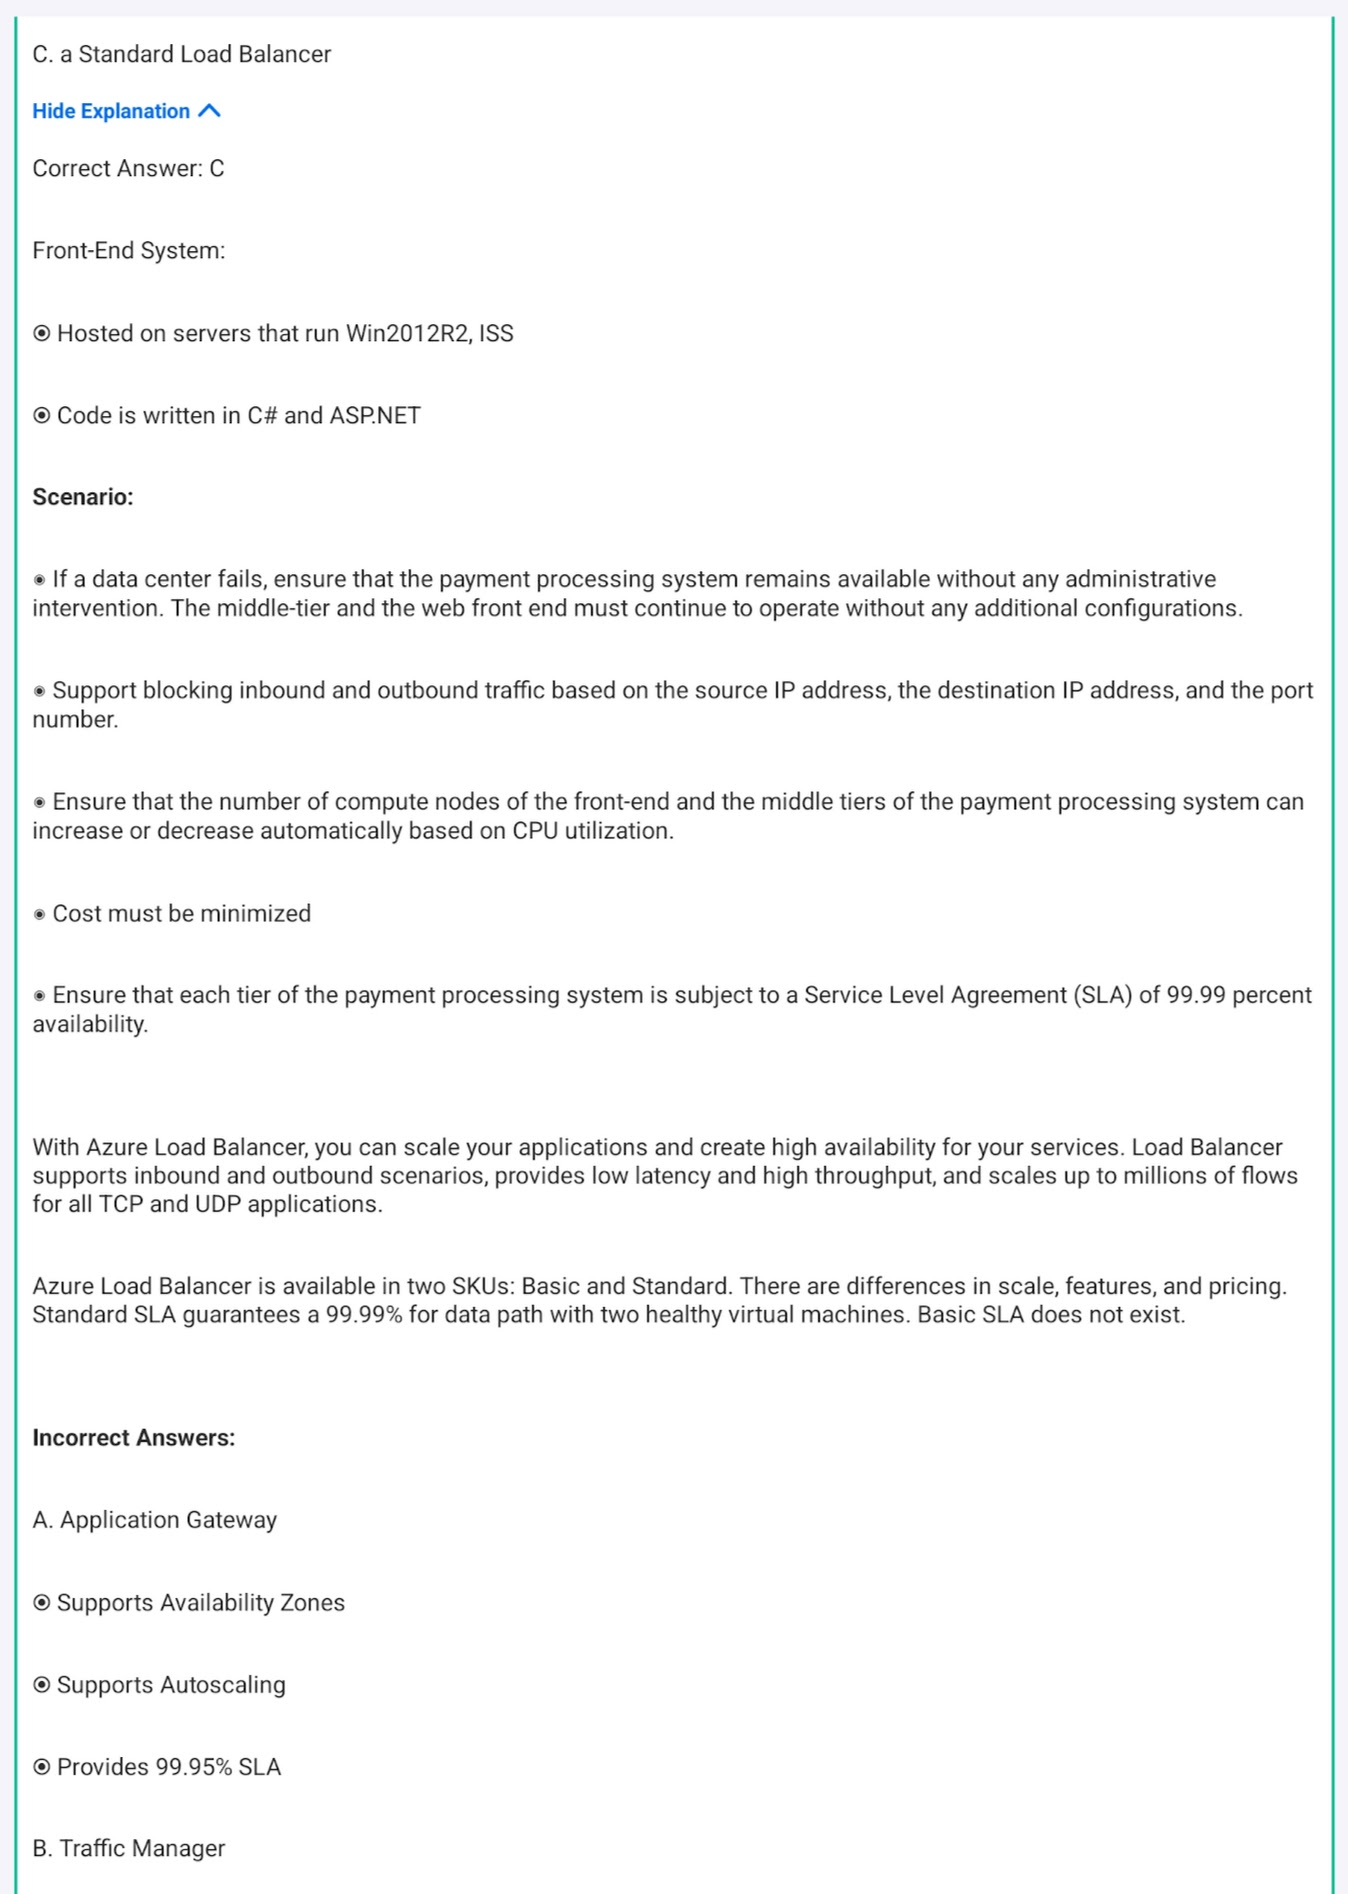 C. a Standard Load Balancer
Hide Explanation
Correct Answer: C
Front-End System:
◉ Hosted on servers that run Win2012R2, ISS
◉ Code is written in C# and ASP.NET
Scenario:
◉ If a data center fails, ensure that the payment processing system remains available without any administrative
intervention. The middle-tier and the web front end must continue to operate without any additional configurations.
◉ Support blocking inbound and outbound traffic based on the source IP address, the destination IP address, and the port
number.
◉ Ensure that the number of compute nodes of the front-end and the middle tiers of the payment processing system can
increase or decrease automatically based on CPU utilization.
◉ Cost must be minimized
◉ Ensure that each tier of the payment processing system is subject to a Service Level Agreement (SLA) of 99.99 percent
availability.
With Azure Load Balancer, you can scale your applications and create high availability for your services. Load Balancer
supports inbound and outbound scenarios, provides low latency and high throughput, and scales up to millions of flows
for all TCP and UDP applications.
Azure Load Balancer is available in two SKUs: Basic and Standard. There are differences in scale, features, and pricing.
Standard SLA guarantees a 99.99% for data path with two healthy virtual machines. Basic SLA does not exist.
Incorrect Answers:
A. Application Gateway
◉ Supports Availability Zones
◉ Supports Autoscaling
◉ Provides 99.95% SLA
B. Traffic Manager